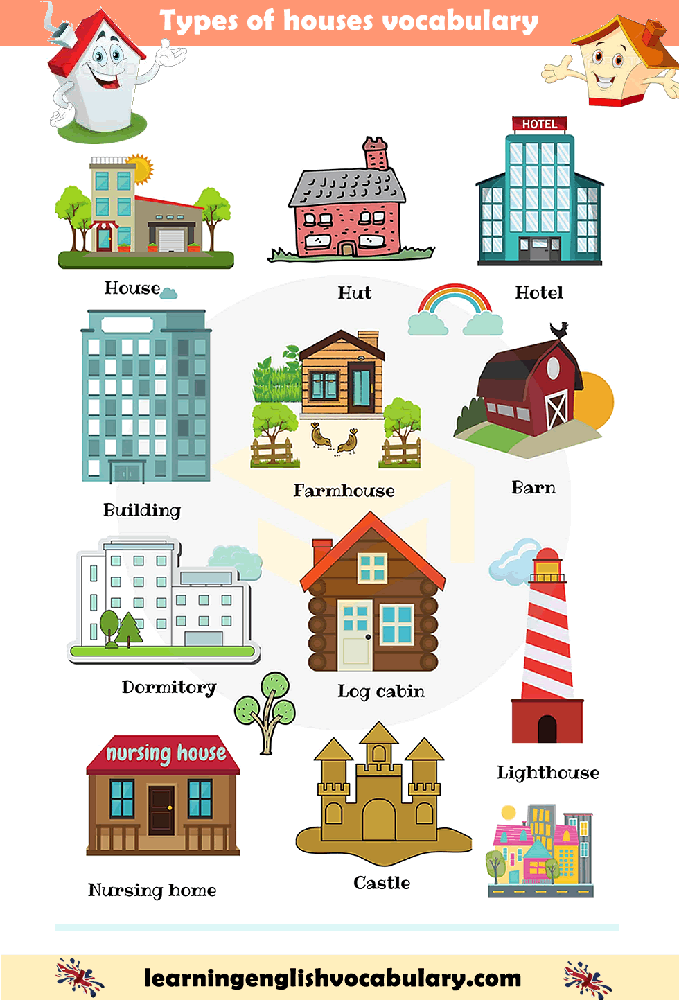 Types of houses vocabulary
HOTEL
House
Hut
Hotel
Building
Farmhouse
Barn
Dormitory
Log cabin
Lighthouse
nursing house
Nursing home
Castle
learningenglishvocabulary.com